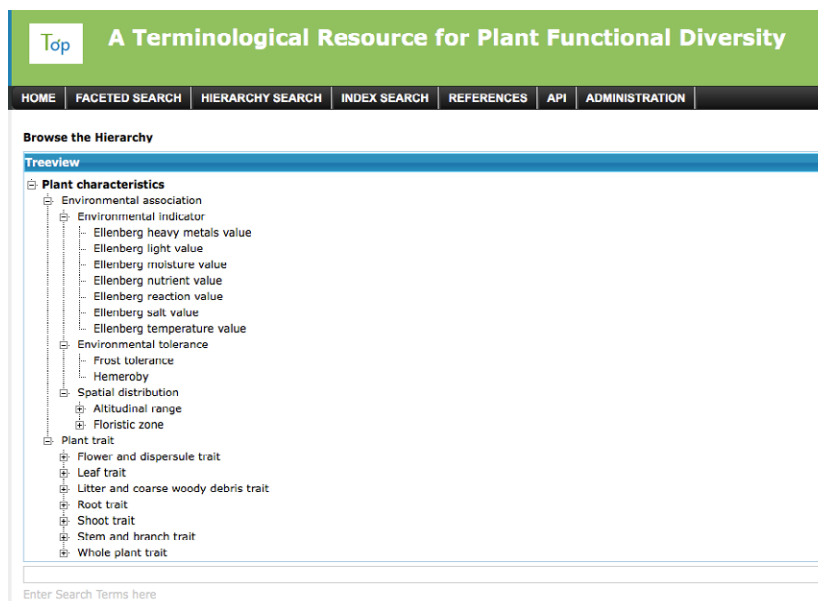 Top
A Terminological Resource for Plant Functional Diversity
HOME FACETED SEARCH HIERARCHY SEARCH INDEX SEARCH REFERENCES API ADMINISTRATION
Browse the Hierarchy
Treeview
Plant characteristics
Environmental association
Environmental indicator
Ellenberg heavy metals value
Ellenberg light value
Ellenberg moisture value
Ellenberg nutrient value
Ellenberg reaction value
Ellenberg salt value
Ellenberg temperature value
Environmental tolerance
Frost tolerance
Hemeroby
Spatial distribution
Altitudinal range
Floristic zone
Plant trait
Flower and dispersule trait
Leaf trait
Litter and coarse woody debris trait
Root trait
Shoot trait
Stem and branch trait
Whole plant trait
Enter Search Terms here